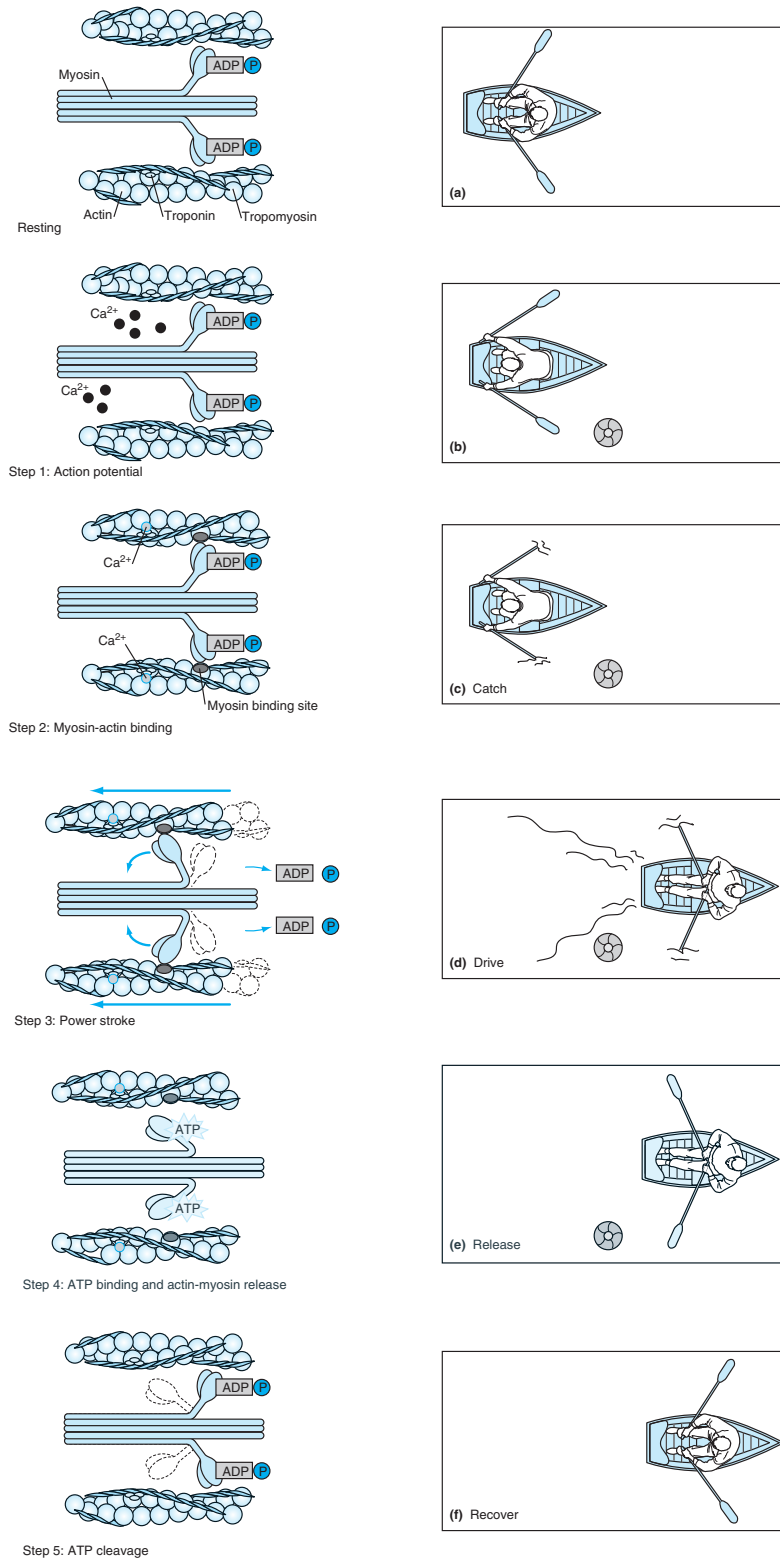 ADP P
Myosin
ADP P
Actin Troponin Tropomyosin
Resting
(a)
Ca2+
ADP P
Ca2+
ADP P
Step 1: Action potential
(b)
Ca2+
ADP P
Ca2+
ADP P
Myosin binding site
Step 2: Myosin-actin binding
(c) Catch
ADP P
ADP P
Step 3: Power stroke
(d) Drive
ATP
ATP
Step 4: ATP binding and actin-myosin release
(e) Release
ADP P
ADP P
Step 5: ATP cleavage
(f) Recover